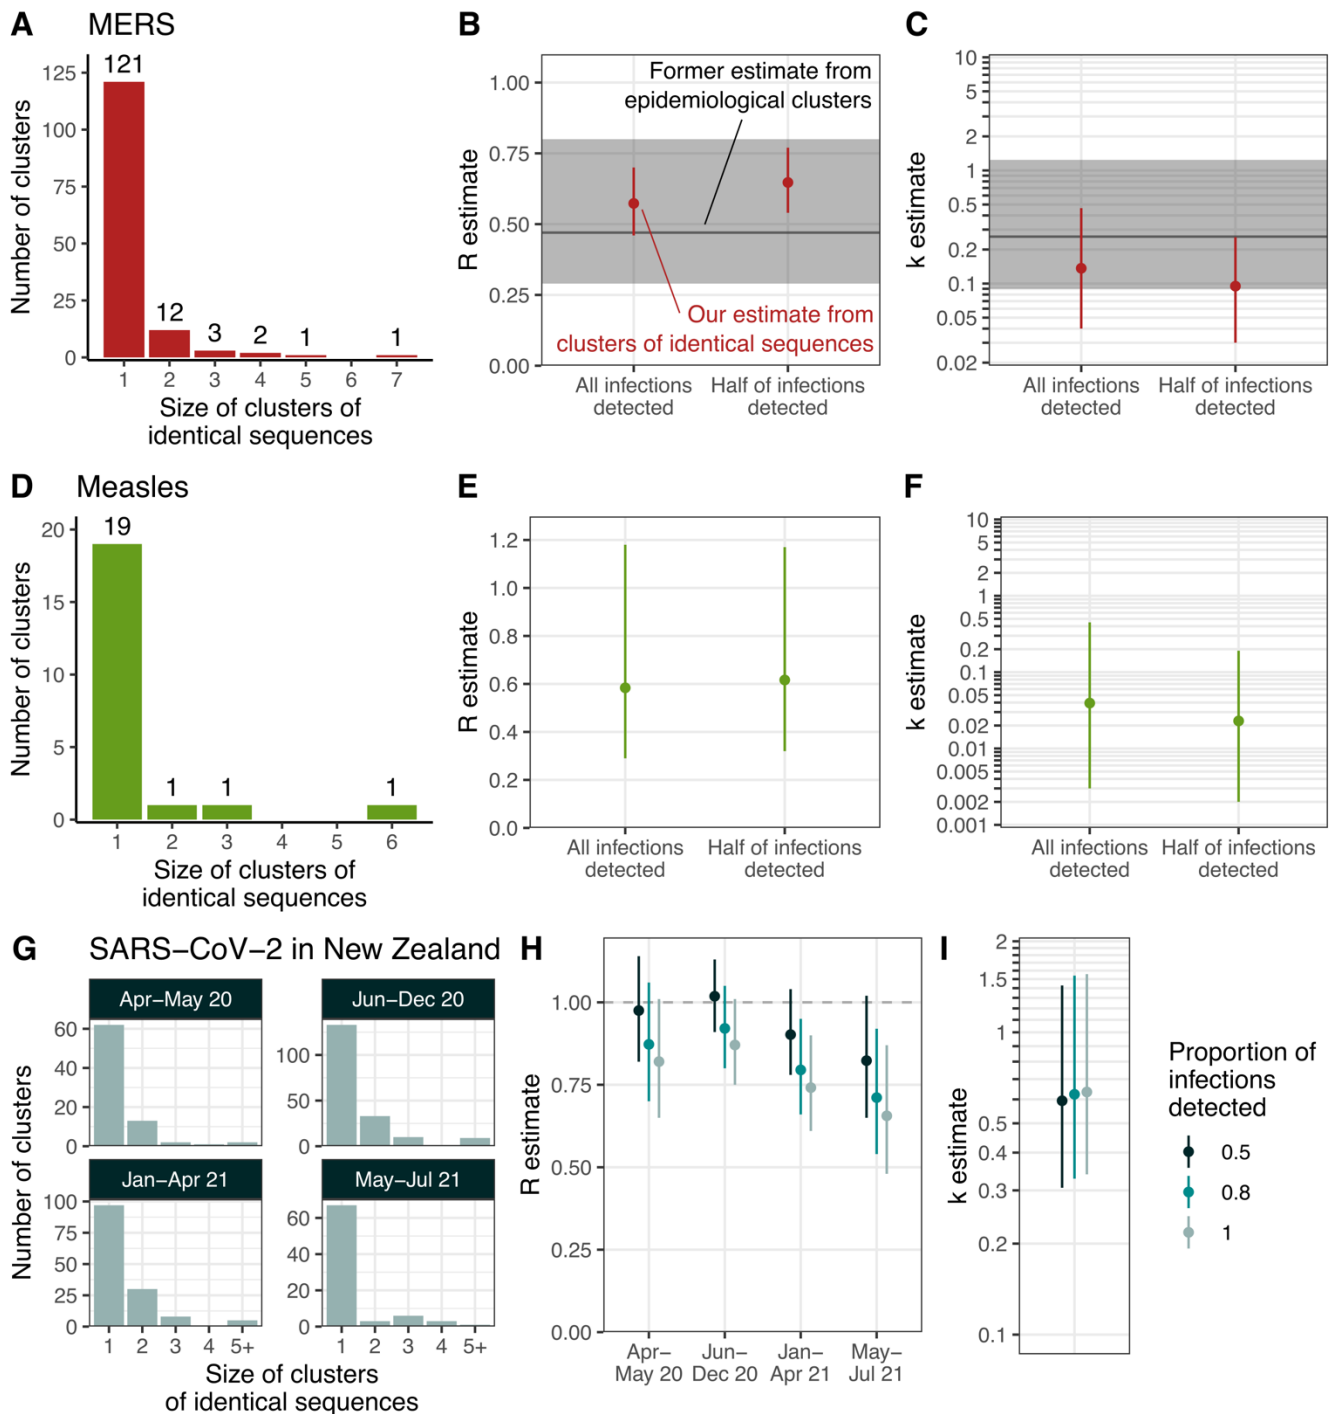 A MERS
Number of clusters
125
100
75
50
25
0
121
12
3
2
1
1
1 2 3 4 5 6 7
Size of clusters of
identical sequences
B
R estimate
1.00
0.75
0.50
0.25
0.00
Former estimate from
epidemiological clusters
Our estimate from
clusters of identical sequences
All infections
detected
Half of infections
detected
C
k estimate
10
5
2
1
0.5
0.2
0.1
0.05
0.02
All infections
detected
Half of infections
detected
D Measles
Number of clusters
20
15
10
5
0
19
1
1
1
1 2 3 4 5 6
Size of clusters of
identical sequences
E
R estimate
1.2
1.0
0.8
0.6
0.4
0.2
0.0
All infections
detected
Half of infections
detected
F
k estimate
10
5
2
1
0.5
0.2
0.1
0.05
0.02
0.01
0.005
0.002
0.001
All infections
detected
Half of infections
detected
G SARS−CoV−2 in New Zealand
Number of clusters
Apr−May 20
60
40
20
0
Jun−Dec 20
100
50
0
Jan−Apr 21
100
75
50
25
0
1 2 3 4 5+
May−Jul 21
60
40
20
0
1 2 3 4 5+
Size of clusters
of identical sequences
H
R estimate
1.00
0.75
0.50
0.25
0.00
Apr−
May 20
Jun−
Dec 20
Jan−
Apr 21
May−
Jul 21
I
k estimate
2
1.5
1
0.5
0.4
0.3
0.2
0.1
Proportion of
infections
detected
0.5
0.8
1